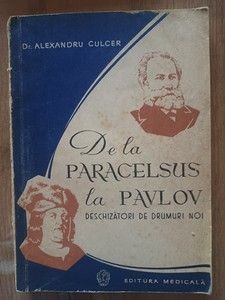 Dr. ALEXANDRU CULCER
De la
PARACELSUS
la PAVLOV
DESCHIZĂTORI DE DRUMURI NOI
EDITURA MEDICALĂ